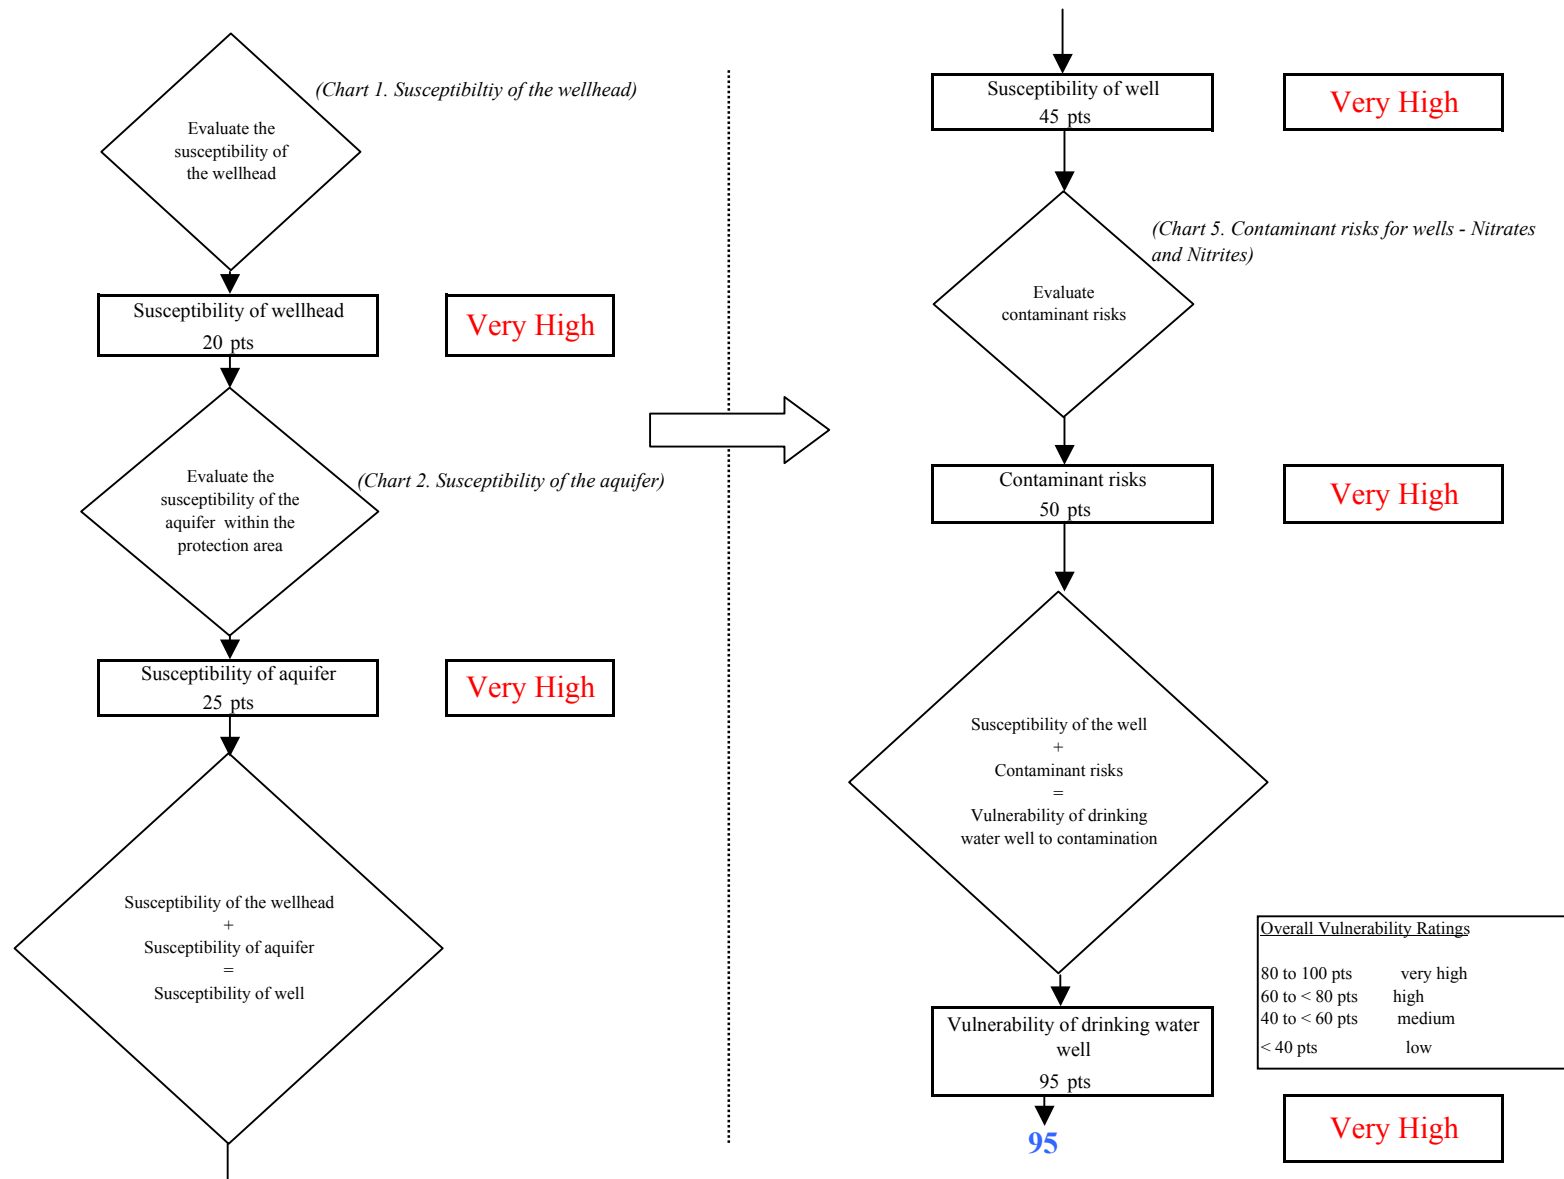 (Chart 1. Susceptibiltiy of the wellhead)
Evaluate the
susceptibility of
the wellhead
Susceptibility of wellhead
20 pts
Very High
Evaluate the
susceptibility of the
aquifer within the
protection area
(Chart 2. Susceptibility of the aquifer)
Susceptibility of aquifer
25 pts
Very High
Susceptibility of the wellhead
+
Susceptibility of aquifer
=
Susceptibility of well
Susceptibility of well
45 pts
Very High
(Chart 5. Contaminant risks for wells - Nitrates
and Nitrites)
Evaluate
contaminant risks
Contaminant risks
50 pts
Very High
Susceptibility of the well
+
Contaminant risks
=
Vulnerability of drinking
water well to contamination
Overall Vulnerability Ratings
80 to 100 pts very high
60 to < 80 pts high
40 to < 60 pts medium
< 40 pts low
Vulnerability of drinking water
well
95 pts
Very High
95